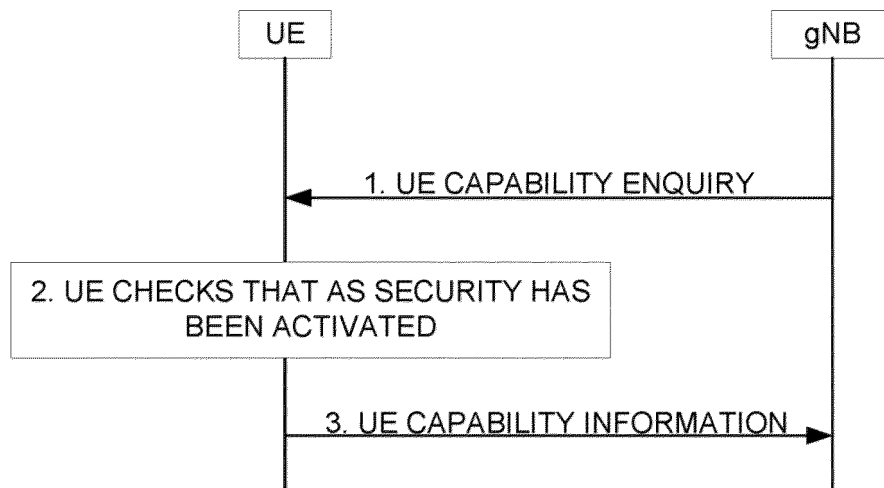 UE
gNB
1. UE CAPABILITY ENQUIRY
2. UE CHECKS THAT AS SECURITY HAS
BEEN ACTIVATED
3. UE CAPABILITY INFORMATION